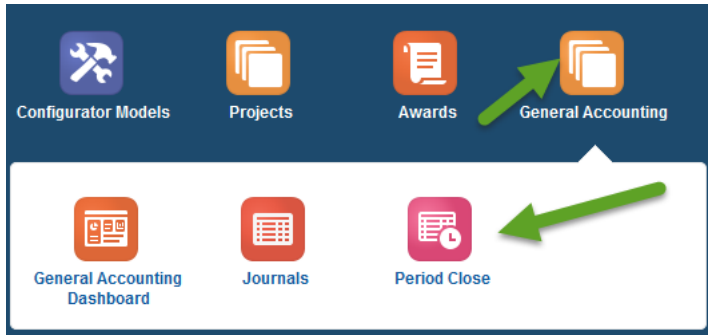 Configurator Models
Projects
Awards
General Accounting
General Accounting
Dashboard
Journals
Period Close